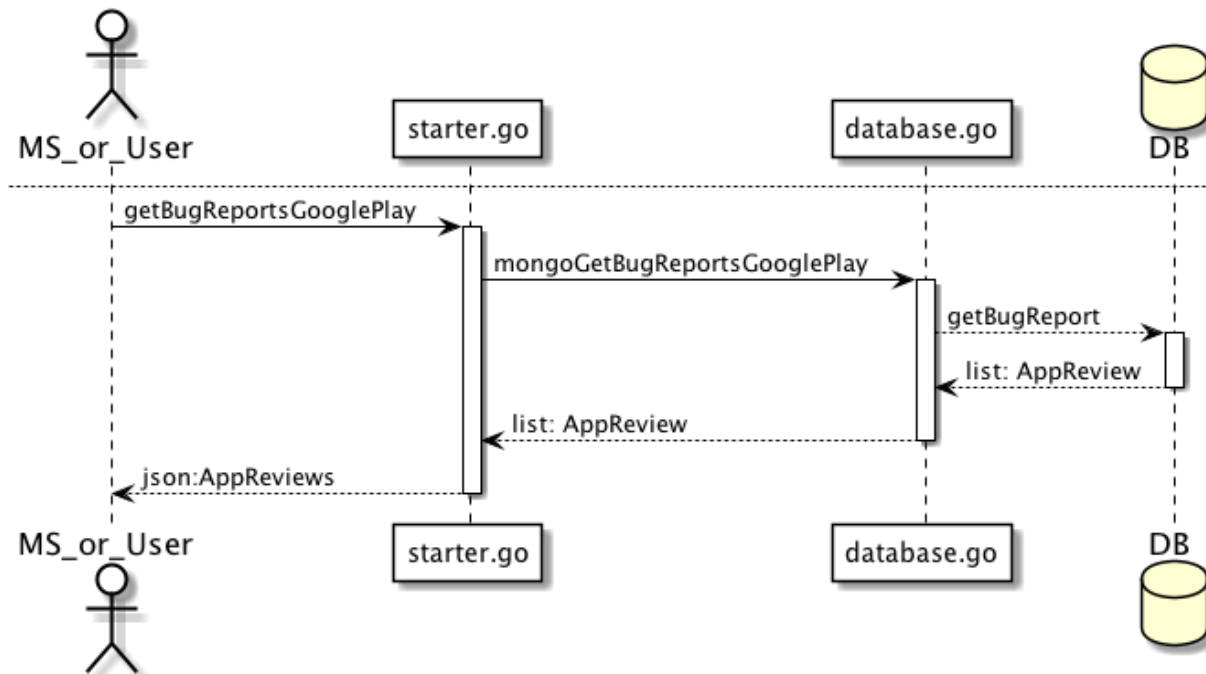 MS_or_User
starter.go
database.go
DB
getBugReportsGooglePlay
mongoGetBugReportsGooglePlay
getBugReport
list: AppReview
list: AppReview
json:AppReviews
MS_or_User
starter.go
database.go
DB